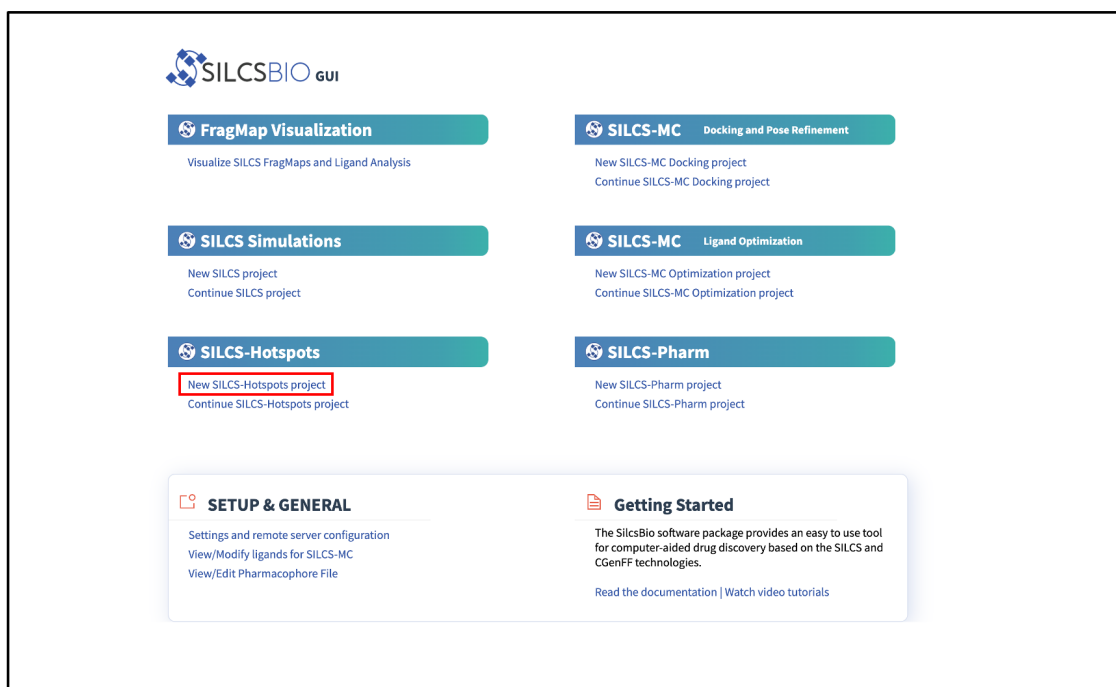 SILCSBIO GUI
FragMap Visualization
Visualize SILCS FragMaps and Ligand Analysis
SILCS-MC Docking and Pose Refinement
New SILCS-MC Docking project
Continue SILCS-MC Docking project
SILCS Simulations
New SILCS project
Continue SILCS project
SILCS-MC Ligand Optimization
New SILCS-MC Optimization project
Continue SILCS-MC Optimization project
SILCS-Hotspots
New SILCS-Hotspots project
Continue SILCS-Hotspots project
SILCS-Pharm
New SILCS-Pharm project
Continue SILCS-Pharm project
SETUP & GENERAL
Settings and remote server configuration
View/Modify ligands for SILCS-MC
View/Edit Pharmacophore File
Getting Started
The SilcsBio software package provides an easy to use tool
for computer-aided drug discovery based on the SILCS and
CGenFF technologies.
Read the documentation | Watch video tutorials